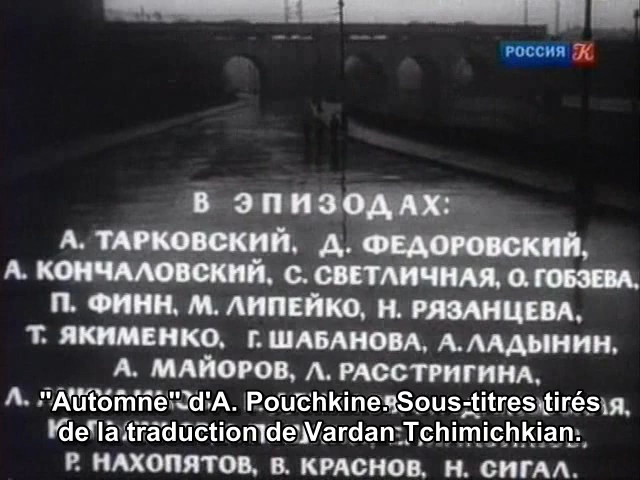 РОССИЯ К
В ЭПИЗОДАХ:
А. ТАРКОВСКИЙ, Д. ФЕДОРОВСКИЙ,
А. КОНЧАЛОВСКИЙ, С. СВЕТЛИЧНАЯ, О. ГОБЗЕВА,
П. ФИНН, М. ЛИПЕЙКО, Н. РЯЗАНЦЕВА,
Т. ЯКИМЕНКО, Г. ШАБАНОВА, А. ЛАДЫНИН,
А. МАЙОРОВ, Л. РАССТРИГИНА,
"Automne" d'A. Pouchkine. Sous-titres tirés
de la traduction de Vardan Tchimichkian.
Р. НАХОПЯТОВ, В. КРАСНОВ, Н. СИГАЛ.